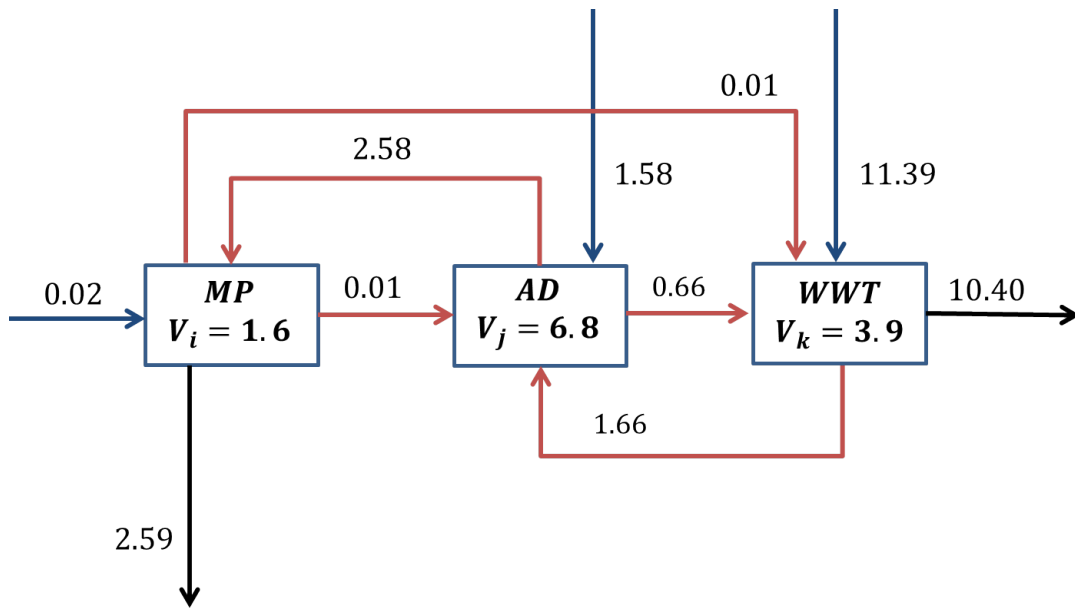 0.01
2.58
1.58
11.39
0.02
MP
V_i = 1.6
0.01
AD
V_j = 6.8
0.66
WWT
V_k = 3.9
10.40
1.66
2.59